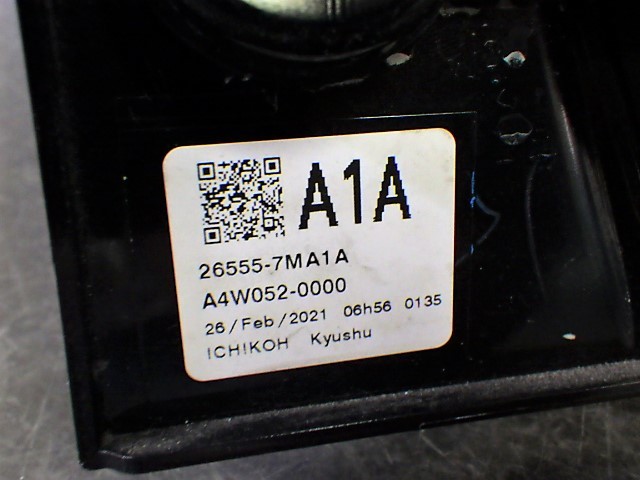 A1A
26555-7MA1A
A4W052-0000
26/Feb/2021 06h56 0135
ICHIKOH Kyushu